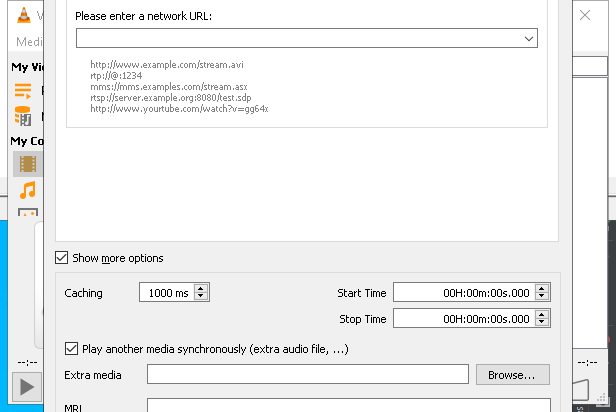 V
Medi
Please enter a network URL:
http://www.example.com/stream.avi
rtp://@:1234
mms://mms.examples.com/stream.asx
rtsp://server.example.org:8080/test.sdp
http://www.yourtube.com/watch?v=gg64x
My Vi
My Co
Show more options
Caching
1000 ms
Start Time
00H:00m:00s.000
Stop Time
00H:00m:00s.000
Play another media synchronously (extra audio file, ...)
--:--
--:--
Extra media
Browse...
MRL